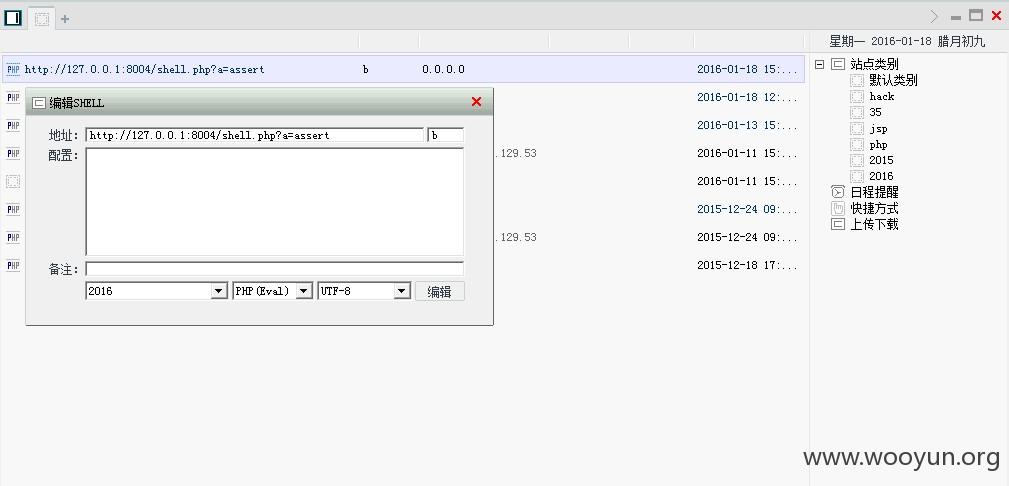 星期一 2016-01-18 腊月初九
PHP http://127.0.0.1:8004/shell.php?a=assert b 0.0.0.0 2016-01-18 15:...
PHP 2016-01-18 12:...
PHP 2016-01-13 15:...
PHP .129.53 2016-01-11 15:...
2016-01-11 15:...
PHP 2015-12-24 09:...
PHP .129.53 2015-12-24 09:...
PHP 2015-12-18 17:...
编辑SHELL
地址: http://127.0.0.1:8004/shell.php?a=assert b
配置:
备注:
2016 PHP(Eval) UTF-8 编辑
站点类别
默认类别
hack
35
jsp
php
2015
2016
日程提醒
快捷方式
上传下载
www.wooyun.org